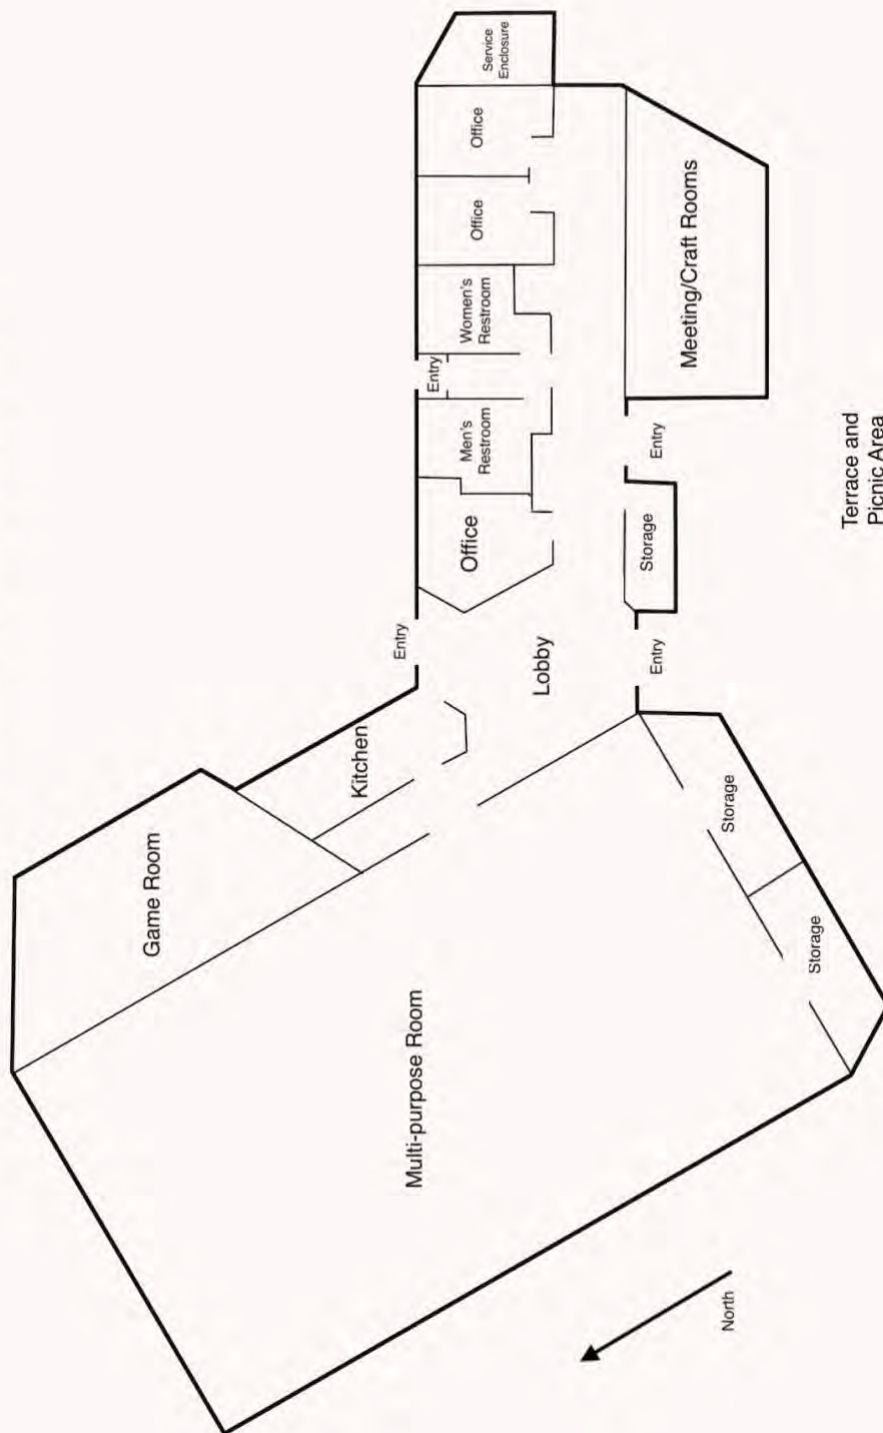 Service
Enclosure
Office
Office
Women's
Restroom
Entry
Men's
Restroom
Office
Entry
Kitchen
Lobby
Meeting/Craft Rooms
Entry
Storage
Entry
Terrace and
Picnic Area
Game Room
Multi-purpose Room
Storage
Storage
North